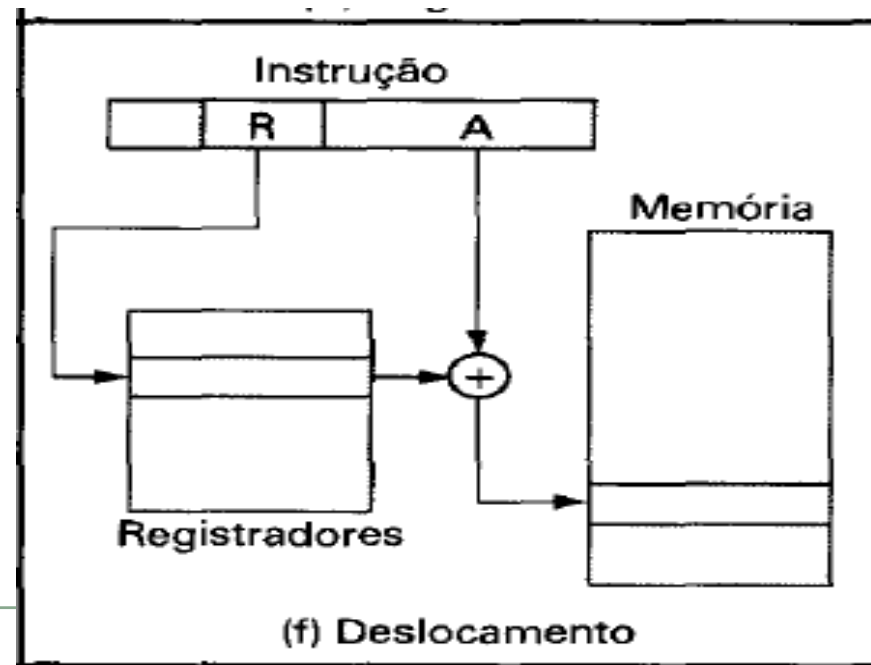 Instrução
R A
Memória
+
Registradores
(f) Deslocamento